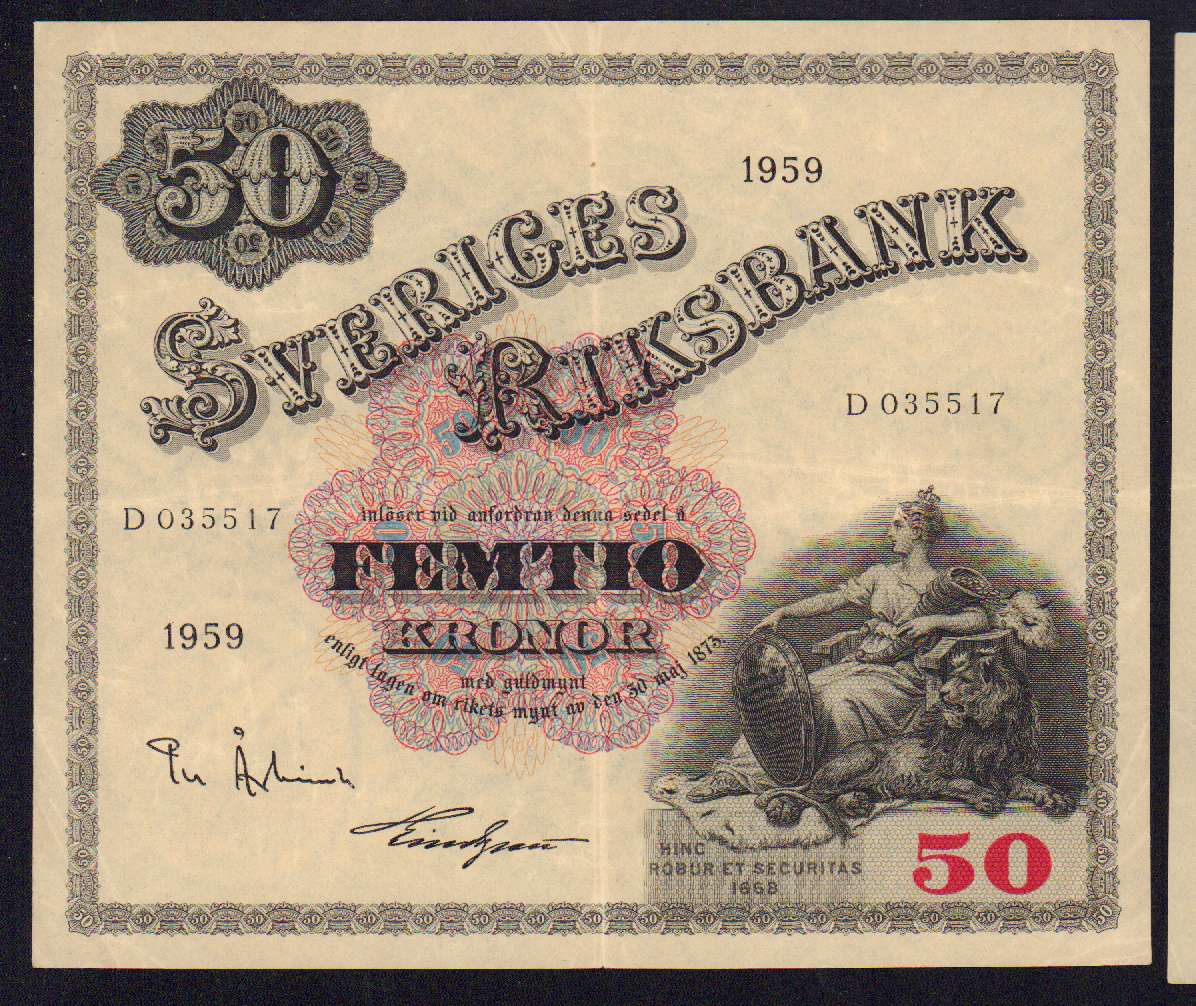 50
1959
SVERIGES
RIKSBANK
D 035517
D 035517
inlöser vid anfordran denna sedel å
FEMTIO
KRONOR
1959
med guldmynt
enligt lagen om rikets mynt av den 30 maj 1873
HINC
ROBUR ET SECURITAS
1668
50